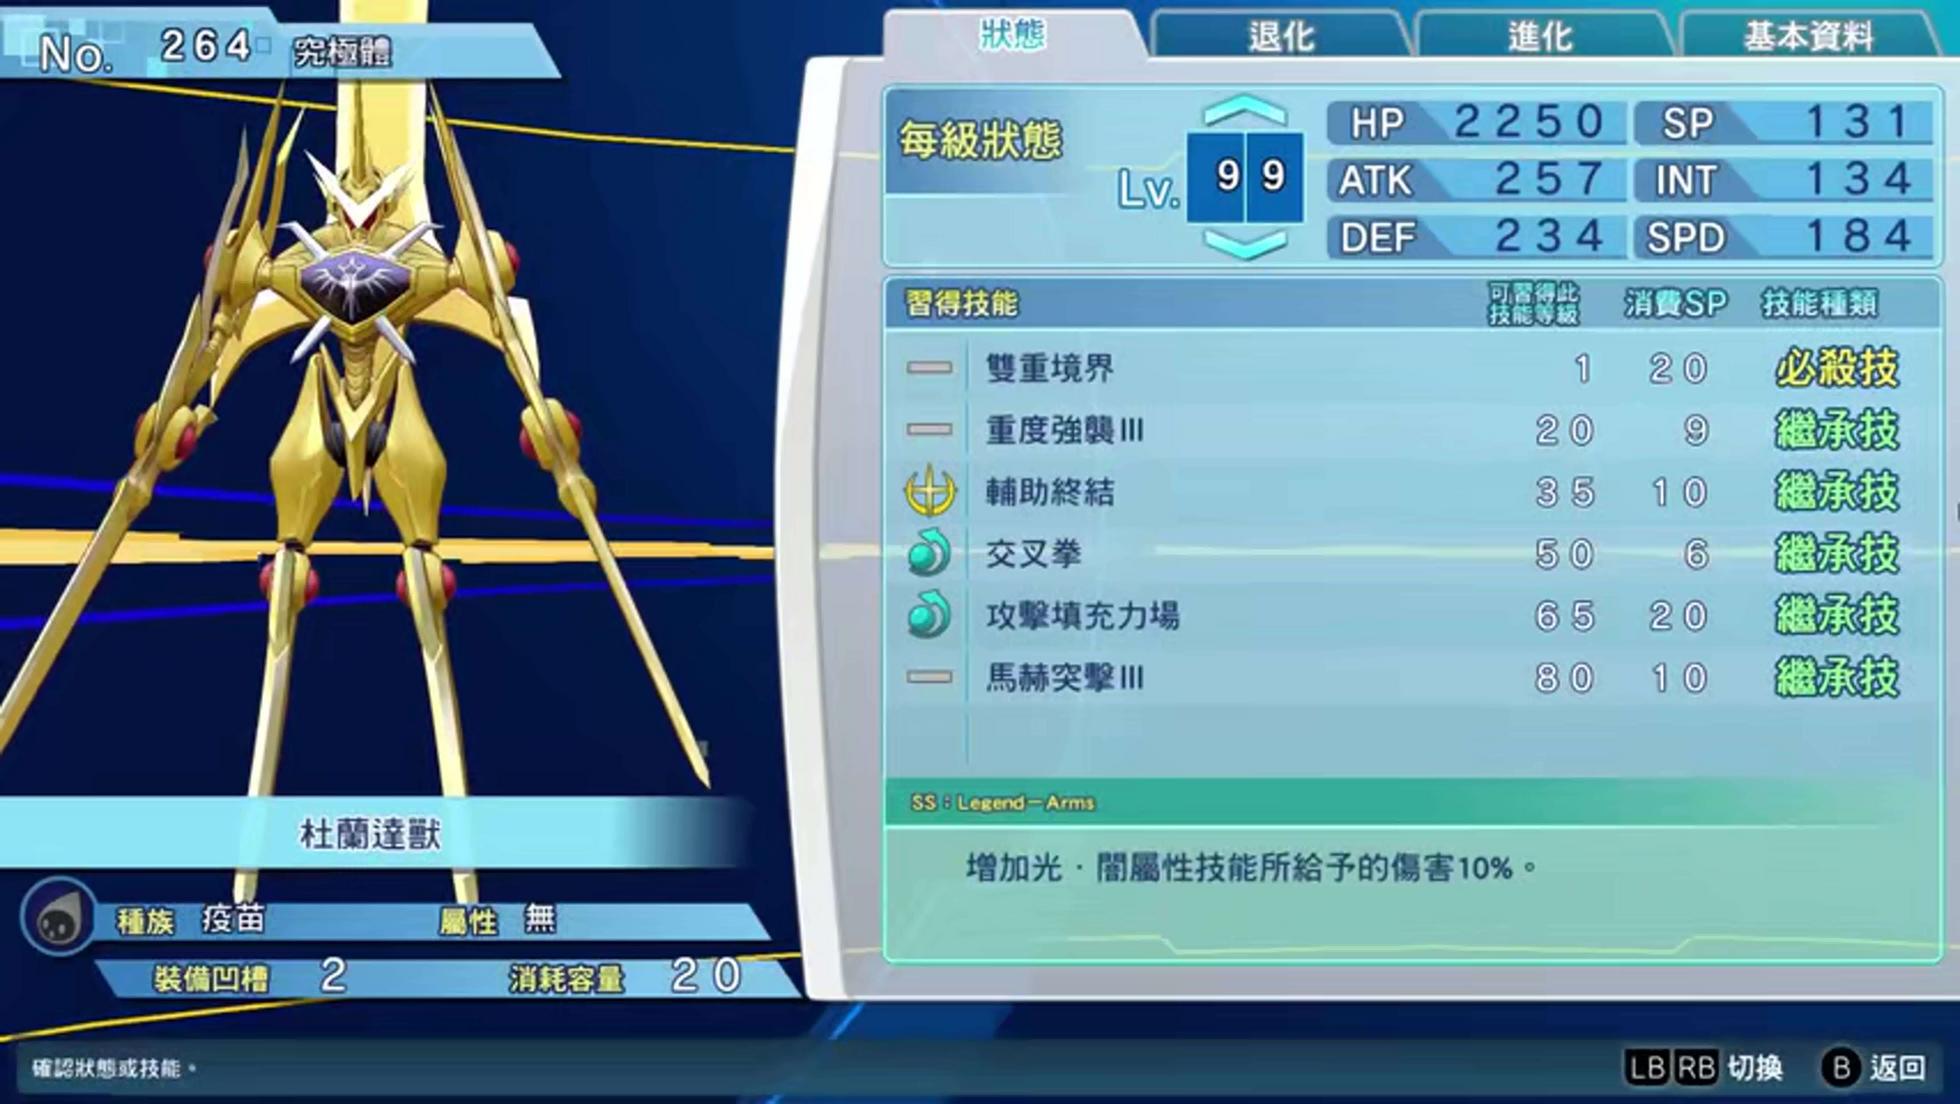 No. 264 究極體
狀態 退化 進化 基本資料
每級狀態
Lv. 99
HP 2250 SP 131
ATK 257 INT 134
DEF 234 SPD 184
習得技能 可習得此技能等級 消費SP 技能種類
雙重境界 1 20 必殺技
重度強襲III 20 9 繼承技
輔助終結 35 10 繼承技
交叉拳 50 6 繼承技
攻擊填充力場 65 20 繼承技
馬赫突擊III 80 10 繼承技
SS：Legend－Arms
增加光・闇屬性技能所給予的傷害10%。
杜蘭達獸
種族 疫苗 屬性 無
裝備凹槽 2 消耗容量 20
確認狀態或技能。
LB RB 切換 B 返回